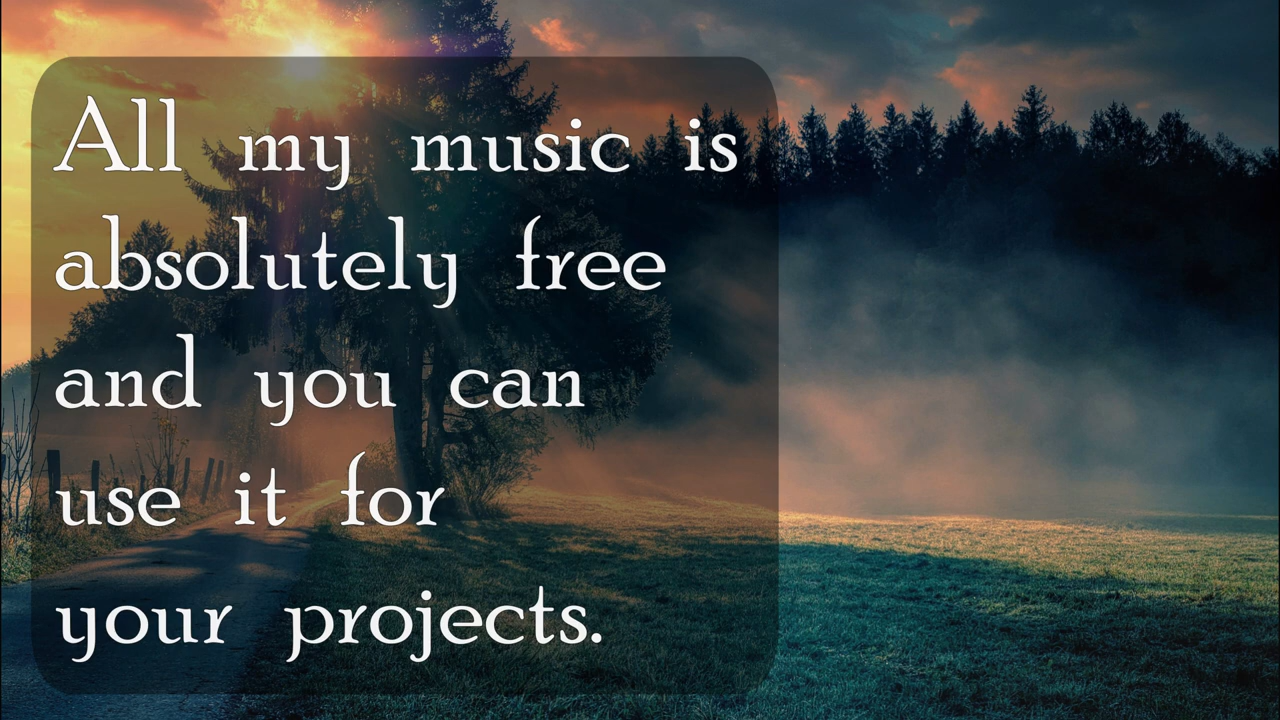 All my music is
absolutely free
and you can
use it for
your projects.